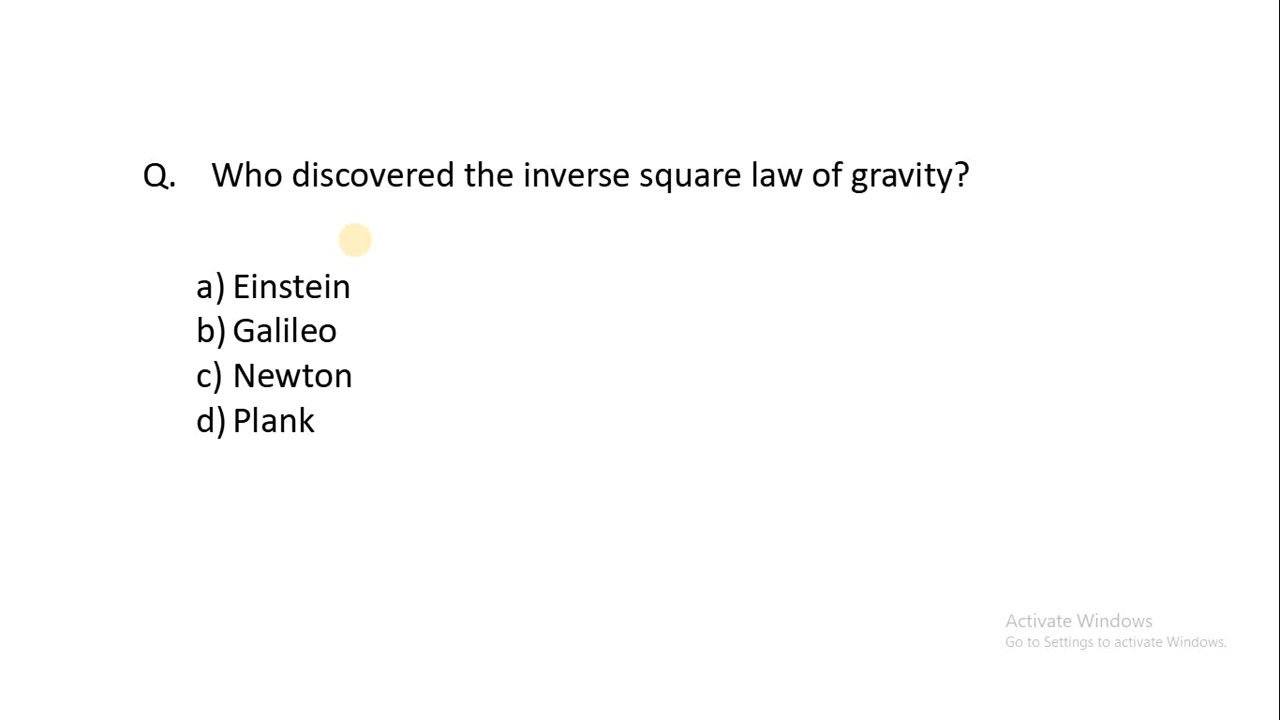 Q. Who discovered the inverse square law of gravity?
a) Einstein
b) Galileo
c) Newton
d) Plank
Activate Windows
Go to Settings to activate Windows.